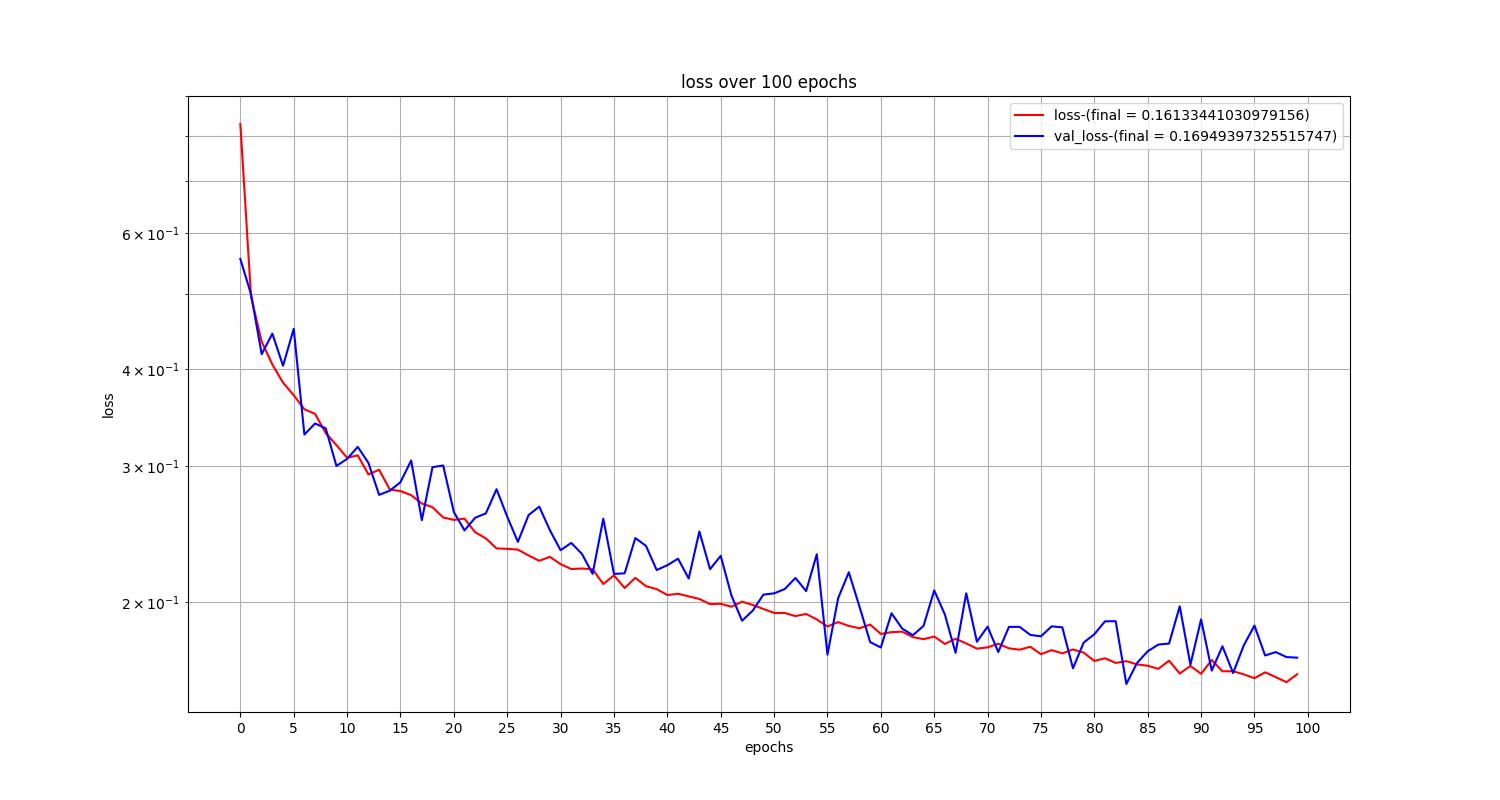 loss over 100 epochs
loss-(final = 0.16133441030979156)
val_loss-(final = 0.16949397325515747)
6 × 10⁻¹
4 × 10⁻¹
3 × 10⁻¹
2 × 10⁻¹
loss
0 5 10 15 20 25 30 35 40 45 50 55 60 65 70 75 80 85 90 95 100
epochs